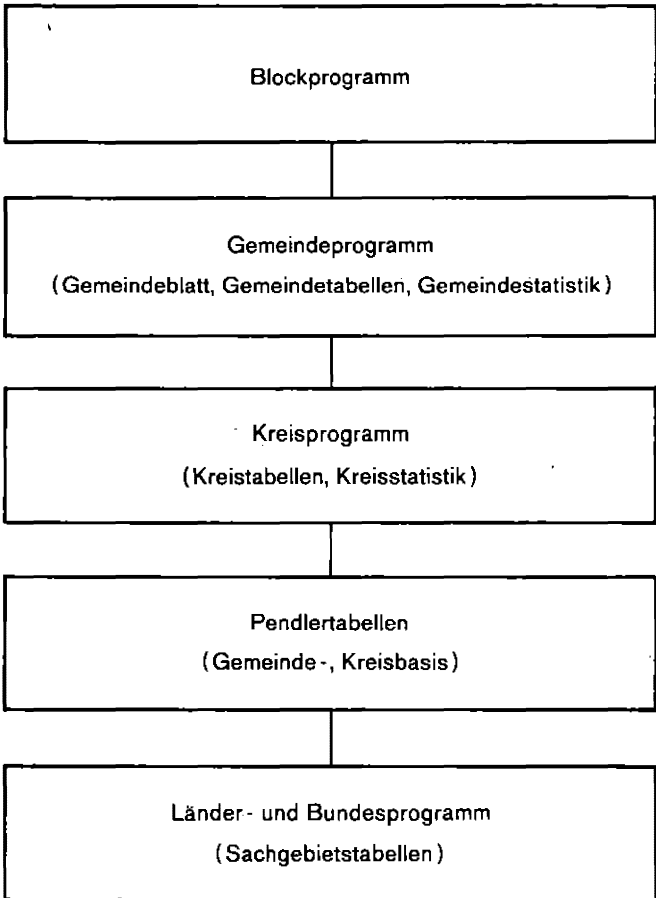 Blockprogramm
Gemeindeprogramm
(Gemeindeblatt, Gemeindetabellen, Gemeindestatistik)
Kreisprogramm
(Kreistabellen, Kreisstatistik)
Pendlertabellen
(Gemeinde-, Kreisbasis)
Länder- und Bundesprogramm
(Sachgebietstabellen)